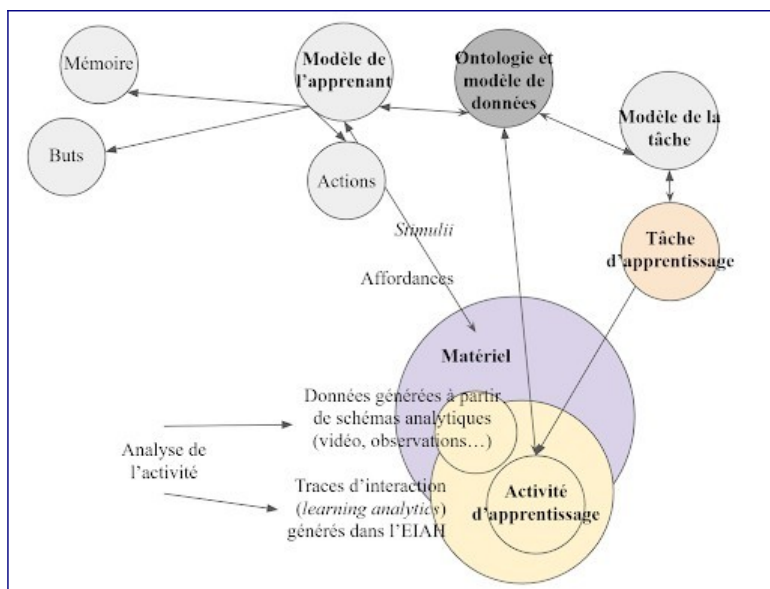 Mémoire
Modèle de
l'apprenant
Ontologie et
modèle de
données
Modèle de la
tâche
Buts
Actions
Stimulii
Tâche
d'apprentissage
Affordances
Matériel
Données générées à partir
de schémas analytiques
(vidéo, observations…)
Analyse de
l'activité
Traces d'interaction
(learning analytics)
générés dans l'EIAH
Activité
d'apprentissage